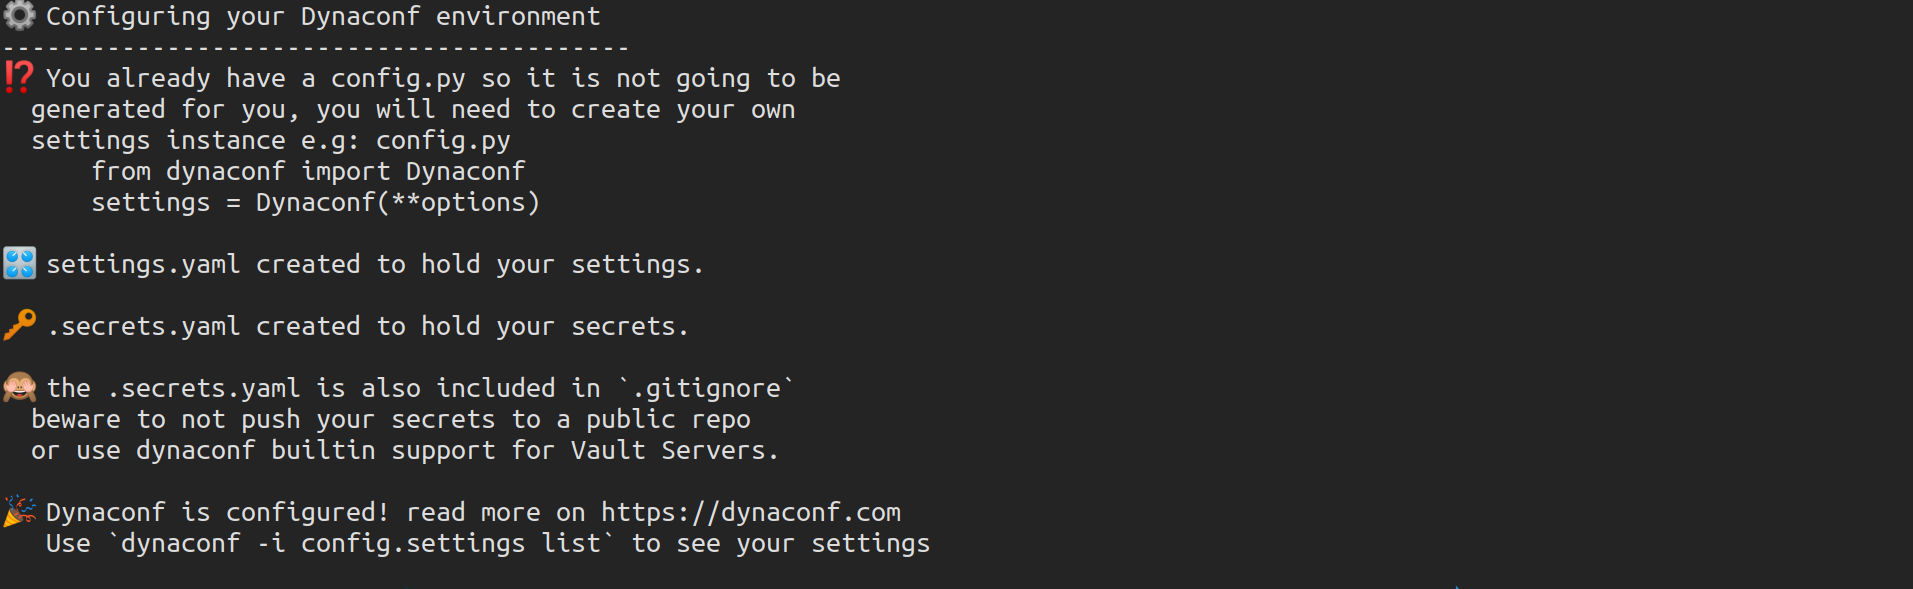 Configuring your Dynaconf environment
------------------------------------------
⁉ You already have a config.py so it is not going to be
generated for you, you will need to create your own
settings instance e.g: config.py
from dynaconf import Dynaconf
settings = Dynaconf(**options)
settings.yaml created to hold your settings.
.secrets.yaml created to hold your secrets.
the .secrets.yaml is also included in `.gitignore`
beware to not push your secrets to a public repo
or use dynaconf builtin support for Vault Servers.
Dynaconf is configured! read more on https://dynaconf.com
Use `dynaconf -i config.settings list` to see your settings